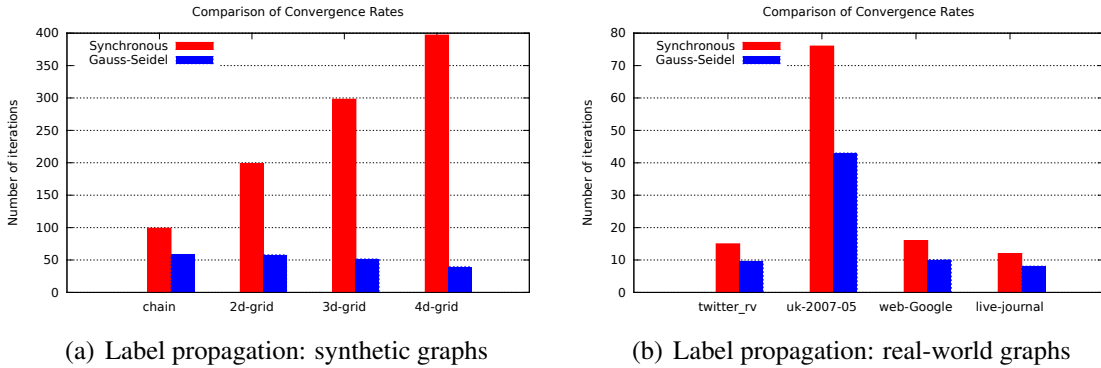 Comparison of Convergence Rates
Number of iterations
400
350
300
250
200
150
100
50
0
Synchronous
Gauss-Seidel
chain
2d-grid
3d-grid
4d-grid
(a) Label propagation: synthetic graphs
Comparison of Convergence Rates
Number of iterations
80
70
60
50
40
30
20
10
0
Synchronous
Gauss-Seidel
twitter_rv
uk-2007-05
web-Google
live-journal
(b) Label propagation: real-world graphs